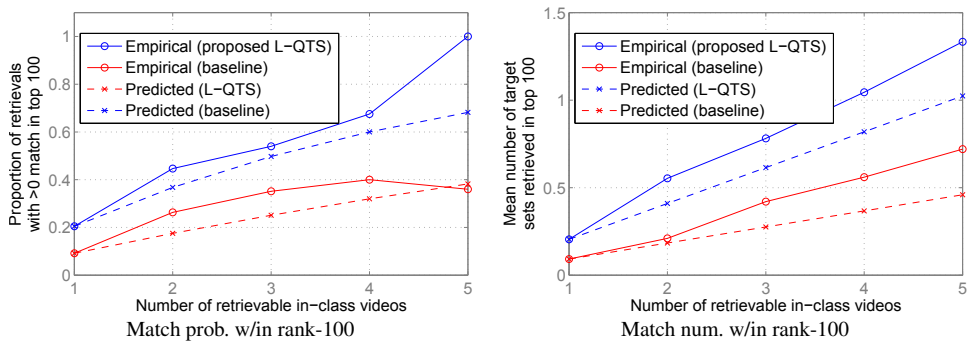 Proportion of retrievals
with >0 match in top 100
1
0.8
0.6
0.4
0.2
0
Empirical (proposed L−QTS)
Empirical (baseline)
Predicted (L−QTS)
Predicted (baseline)
1 2 3 4 5
Number of retrievable in−class videos
Match prob. w/in rank-100
Mean number of target
sets retrieved in top 100
1.5
1
0.5
0
Empirical (proposed L−QTS)
Empirical (baseline)
Predicted (L−QTS)
Predicted (baseline)
1 2 3 4 5
Number of retrievable in−class videos
Match num. w/in rank-100